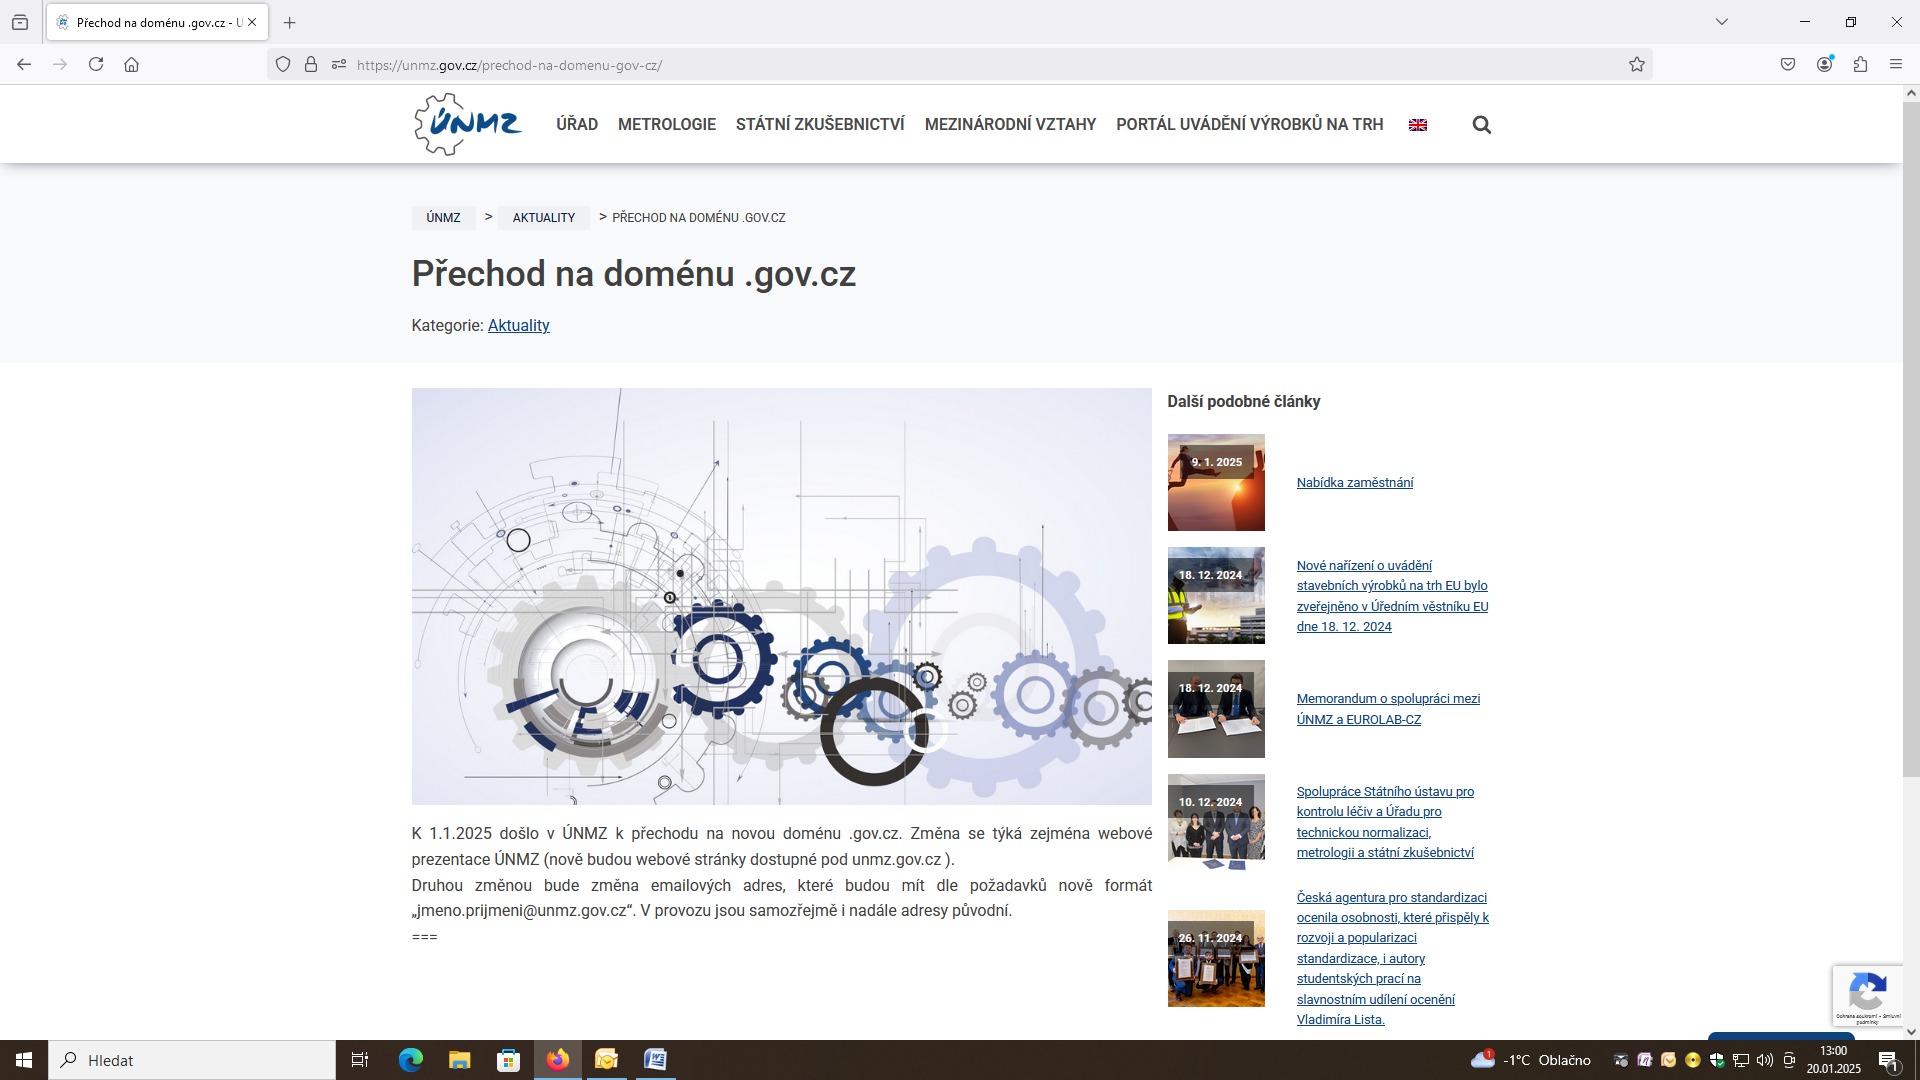 Přechod na doménu .gov.cz - U
https://unmz.gov.cz/prechod-na-domenu-gov-cz/
ÚNMZ
ÚŘAD
METROLOGIE
STÁTNÍ ZKUŠEBNICTVÍ
MEZINÁRODNÍ VZTAHY
PORTÁL UVÁDĚNÍ VÝROBKŮ NA TRH
ÚNMZ > AKTUALITY > PŘECHOD NA DOMÉNU .GOV.CZ
Přechod na doménu .gov.cz
Kategorie: Aktuality
K 1.1.2025 došlo v ÚNMZ k přechodu na novou doménu .gov.cz. Změna se týká zejména webové
prezentace ÚNMZ (nově budou webové stránky dostupné pod unmz.gov.cz ).
Druhou změnou bude změna emailových adres, které budou mít dle požadavků nově formát
„jmeno.prijmeni@unmz.gov.cz“. V provozu jsou samozřejmě i nadále adresy původní.
===
Další podobné články
9. 1. 2025
Nabídka zaměstnání
18. 12. 2024
Nové nařízení o uvádění
stavebních výrobků na trh EU bylo
zveřejněno v Úředním věstníku EU
dne 18. 12. 2024
18. 12. 2024
Memorandum o spolupráci mezi
ÚNMZ a EUROLAB-CZ
10. 12. 2024
Spolupráce Státního ústavu pro
kontrolu léčiv a Úřadu pro
technickou normalizaci,
metrologii a státní zkušebnictví
26. 11. 2024
Česká agentura pro standardizaci
ocenila osobnosti, které přispěly k
rozvoji a popularizaci
standardizace, i autory
studentských prací na
slavnostním udílení ocenění
Vladimíra Lista.
Ochrana soukromí - Smluvní
podmínky
Hledat
1
-1°C Oblačno
13:00
20.01.2025
1